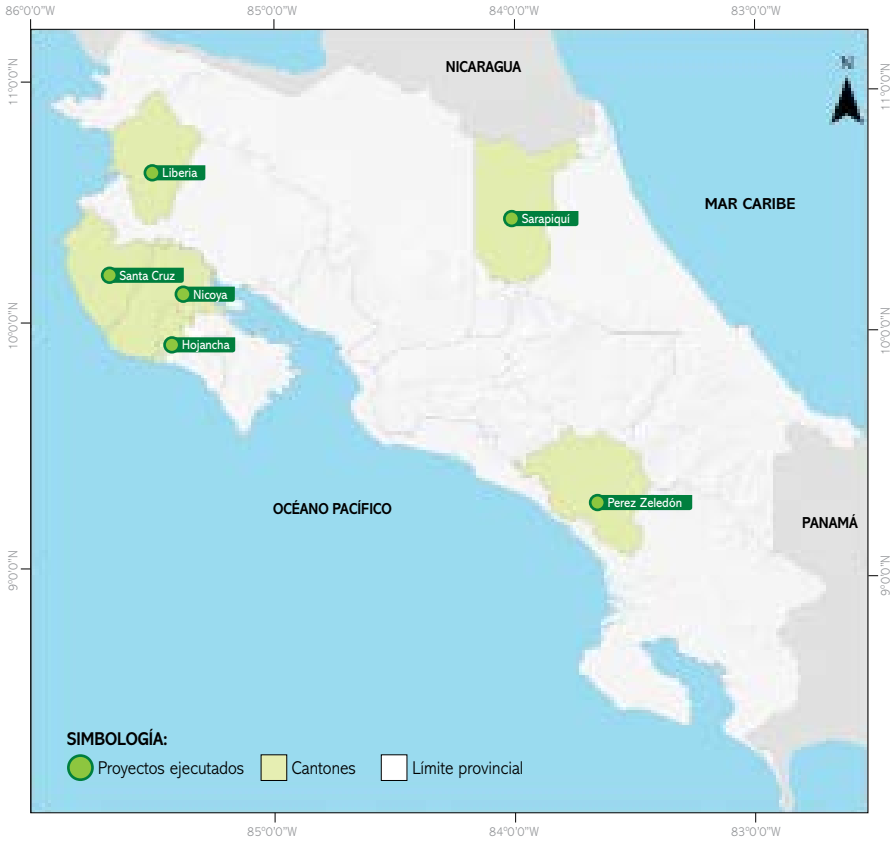 86°0'0"W 85°0'0"W 84°0'0"W 83°0'0"W
11°0'0"N
11°0'0"N
N
NICARAGUA
Liberia
MAR CARIBE
Sarapiquí
Santa Cruz
Nicoya
10°0'0"N
10°0'0"N
Hojancha
Perez Zeledón
OCÉANO PACÍFICO
PANAMÁ
9°0'0"N
9°0'0"N
SIMBOLOGÍA:
Proyectos ejecutados Cantones Límite provincial
85°0'0"W 84°0'0"W 83°0'0"W